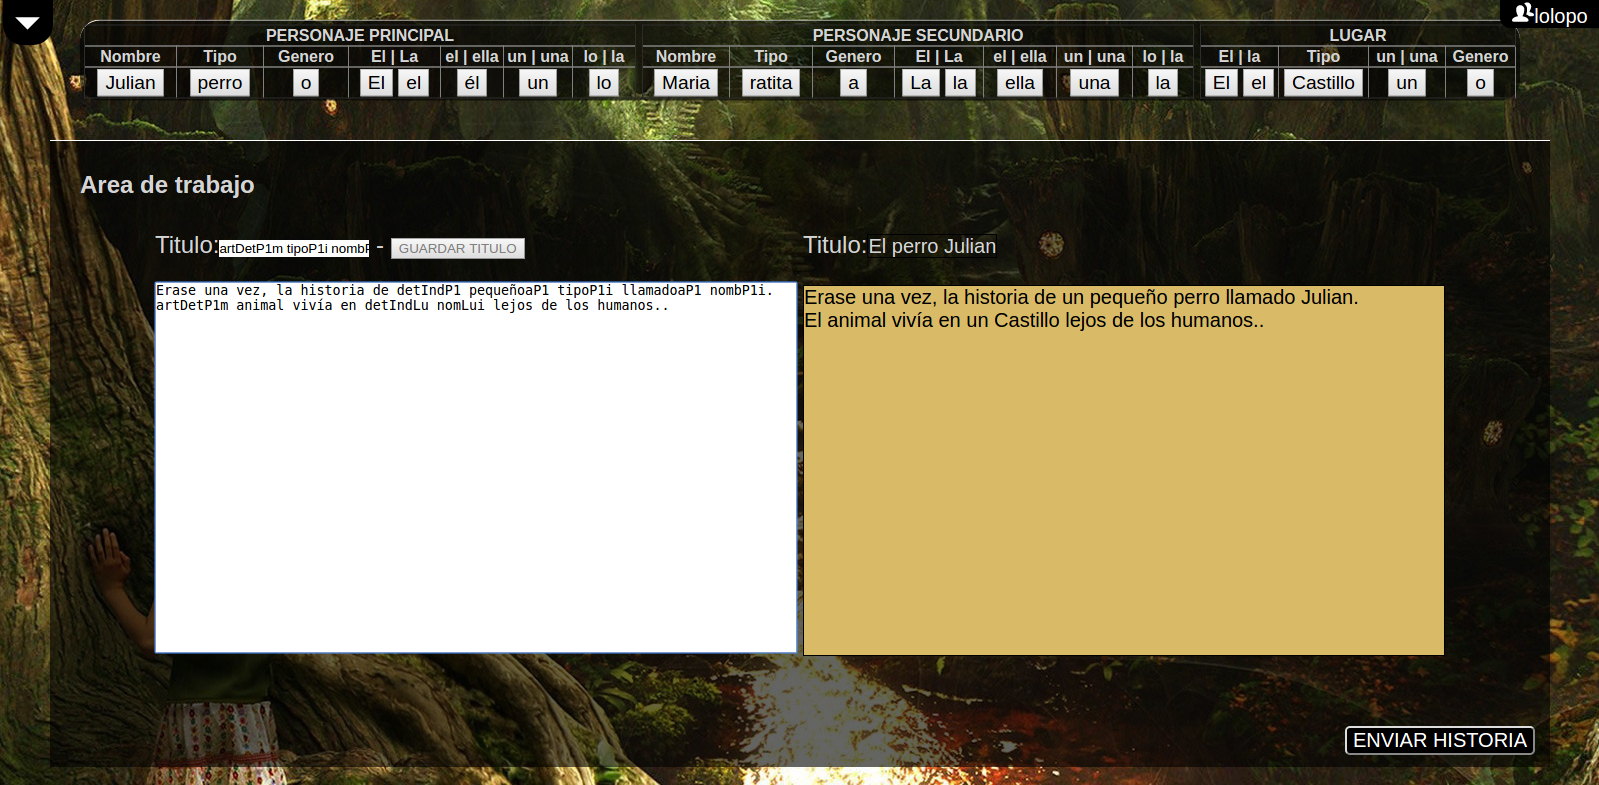 lolopo
PERSONAJE PRINCIPAL PERSONAJE SECUNDARIO LUGAR
Nombre Tipo Genero El | La el | ella un | una lo | la Nombre Tipo Genero El | La el | ella un | una lo | la El | la Tipo un | una Genero
Julian perro o El el él un lo Maria ratita a La la ella una la El el Castillo un o
Area de trabajo
Titulo: artDetP1m tipoP1i nombP - GUARDAR TITULO
Titulo: El perro Julian
Erase una vez, la historia de detIndP1 pequeñoaP1 tipoP1i llamadoaP1 nombP1i.
artDetP1m animal vivía en detIndLu nomLui lejos de los humanos..
Erase una vez, la historia de un pequeño perro llamado Julian.
El animal vivía en un Castillo lejos de los humanos..
ENVIAR HISTORIA